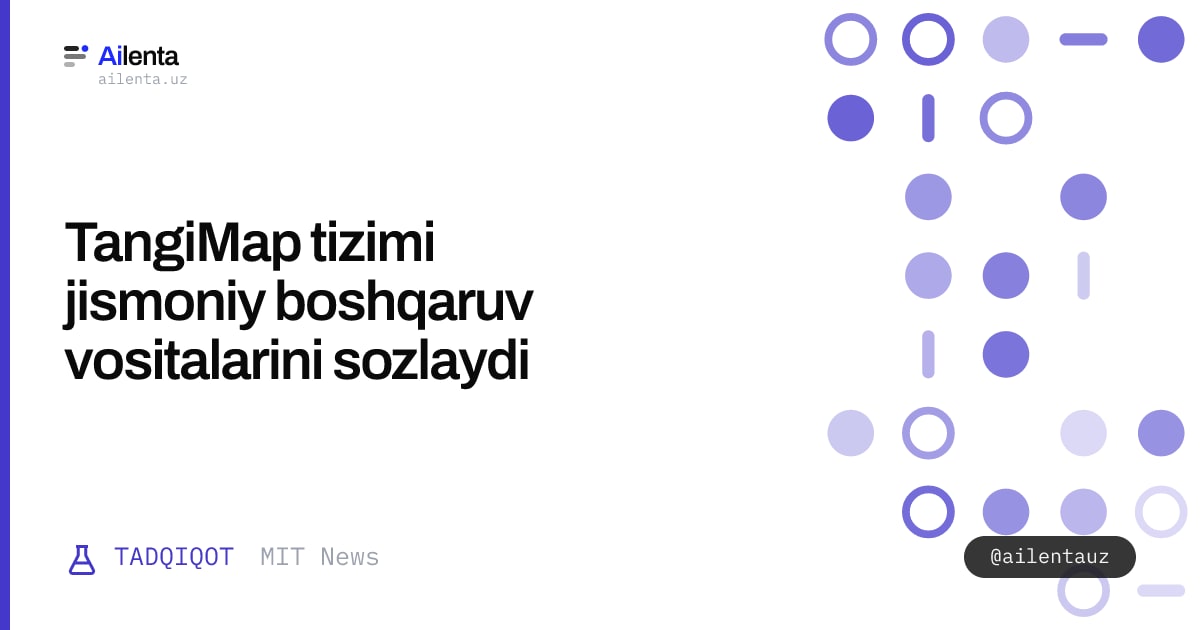 Ailenta
ailenta.uz
TangiMap tizimi
jismoniy boshqaruv
vositalarini sozlaydi
TADQIQOT MIT News
@ailentauz